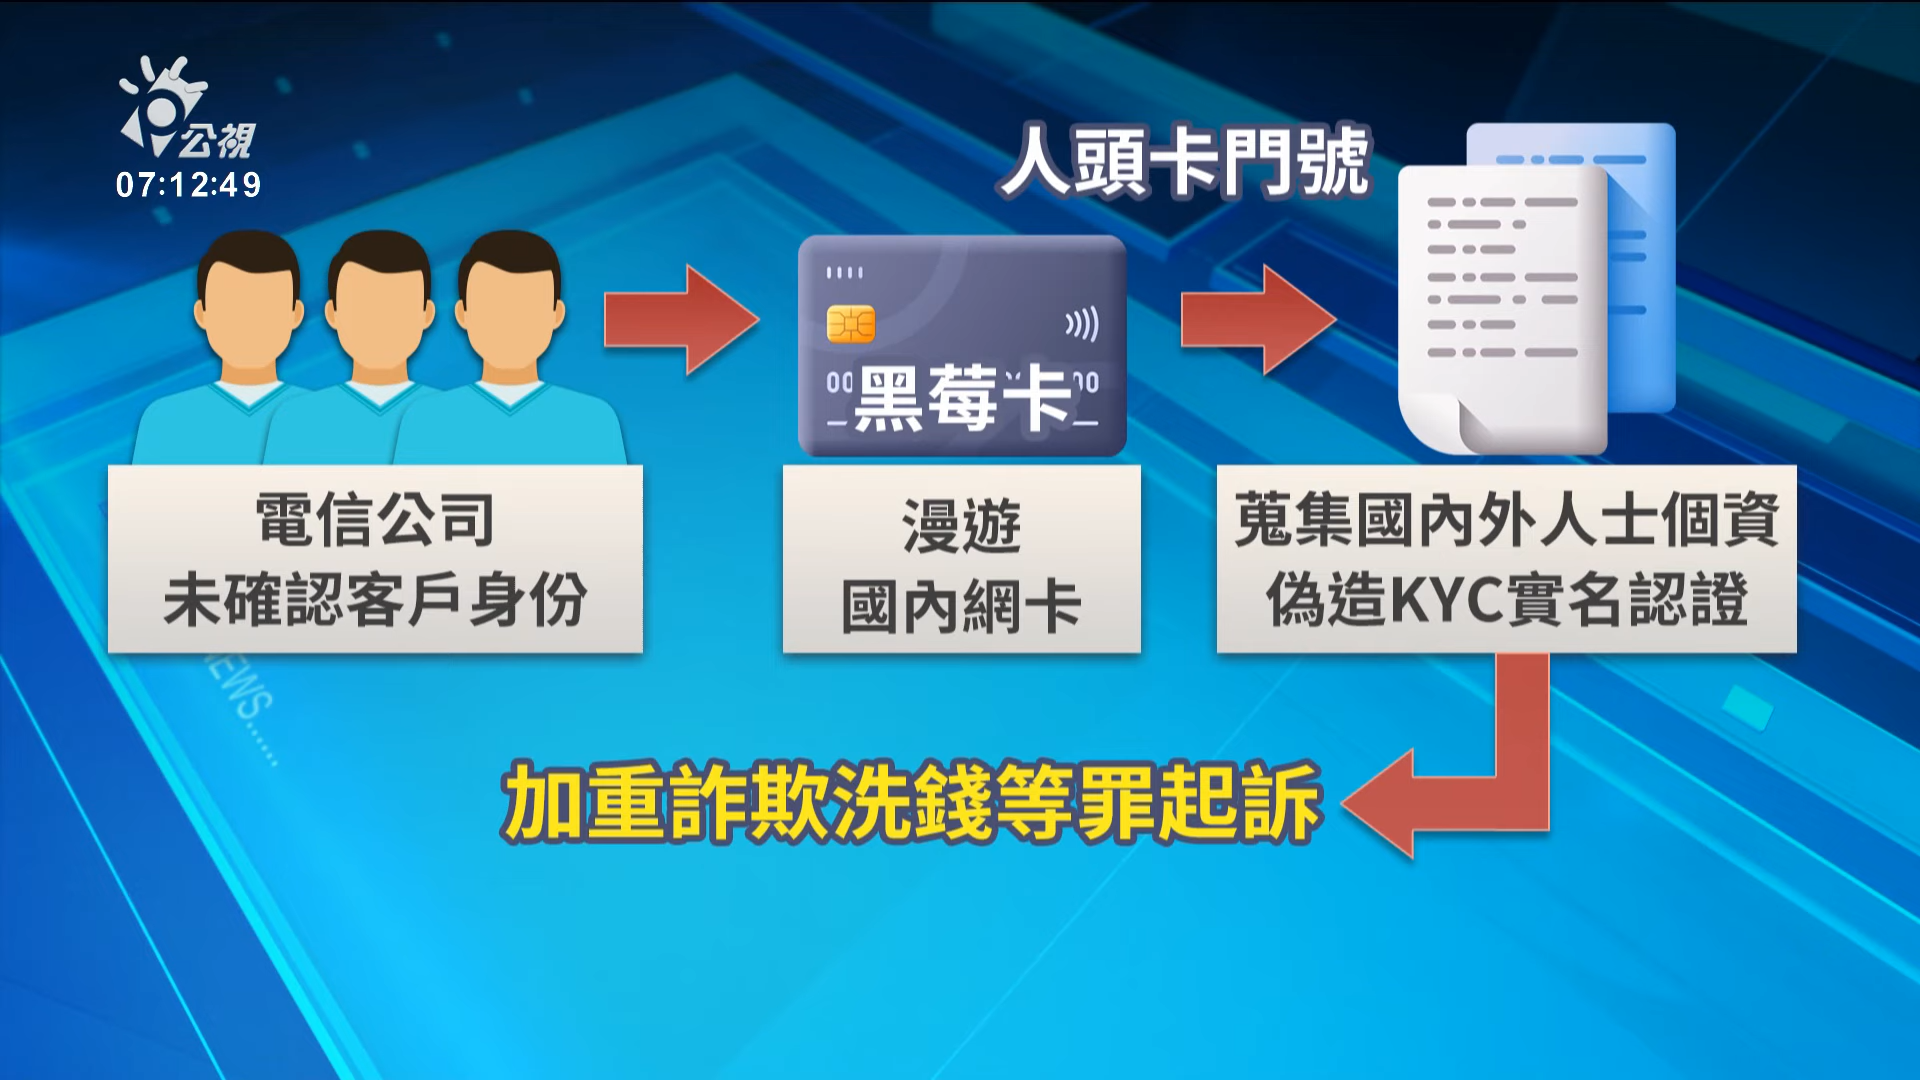 公視
07:12:49
人頭卡門號
黑莓卡
電信公司
未確認客戶身份
漫遊
國內網卡
蒐集國內外人士個資
偽造KYC實名認證
NEWS......
加重詐欺洗錢等罪起訴